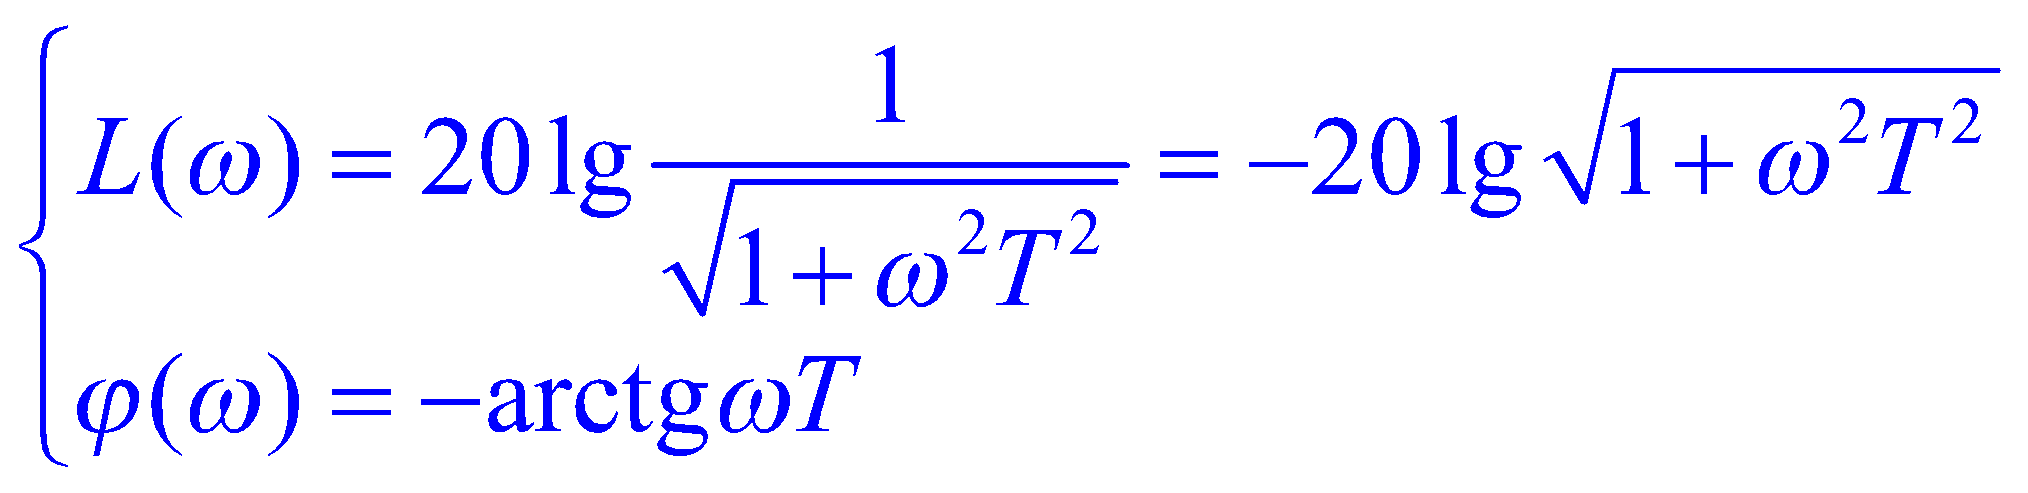 L(ω) = 20 lg 1/√(1+ω²T²) = −20 lg √(1+ω²T²)
φ(ω) = −arctg ωT